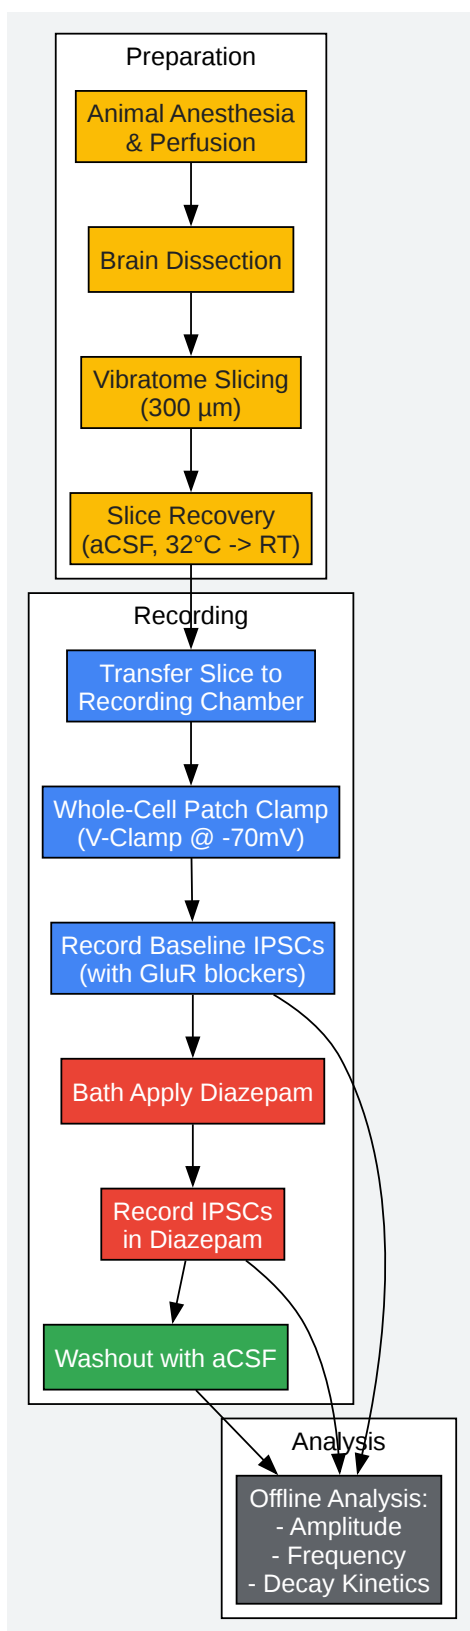 Preparation
Animal Anesthesia
& Perfusion
Brain Dissection
Vibratome Slicing
(300 µm)
Slice Recovery
(aCSF, 32°C -> RT)
Recording
Transfer Slice to
Recording Chamber
Whole-Cell Patch Clamp
(V-Clamp @ -70mV)
Record Baseline IPSCs
(with GluR blockers)
Bath Apply Diazepam
Record IPSCs
in Diazepam
Washout with aCSF
Analysis
Offline Analysis:
- Amplitude
- Frequency
- Decay Kinetics